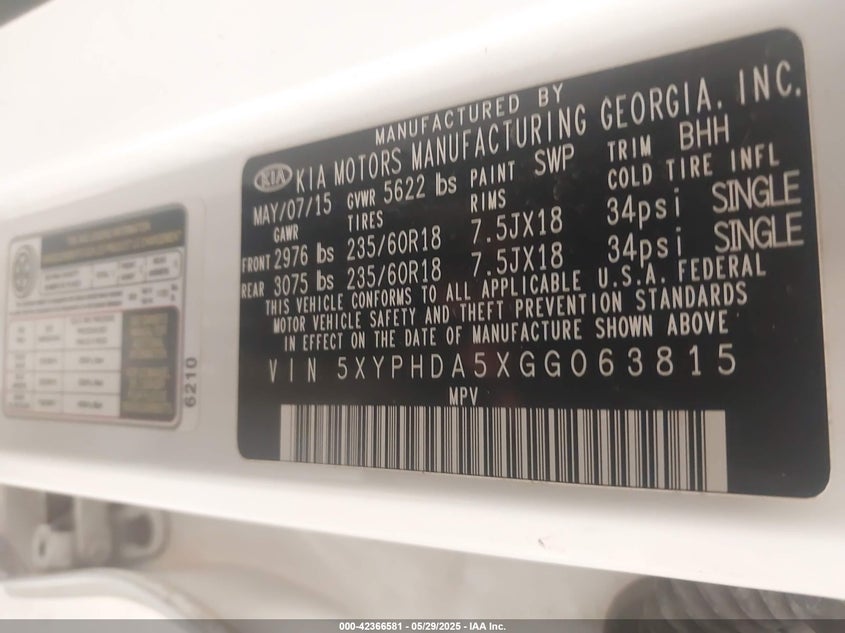 MANUFACTURED BY
KIA KIA MOTORS MANUFACTURING GEORGIA, INC.
MAY/07/15 GVWR 5622 lbs PAINT SWP TRIM BHH
GAWR TIRES RIMS COLD TIRE INFL
FRONT 2976 lbs 235/60R18 7.5JX18 34psi SINGLE
REAR 3075 lbs 235/60R18 7.5JX18 34psi SINGLE
THIS VEHICLE CONFORMS TO ALL APPLICABLE U.S.A. FEDERAL
MOTOR VEHICLE SAFETY AND THEFT PREVENTION STANDARDS
IN EFFECT ON THE DATE OF MANUFACTURE SHOWN ABOVE
VIN 5XYPHDA5XGG063815
MPV
6210
000-42366581 - 05/29/2025 - IAA Inc.